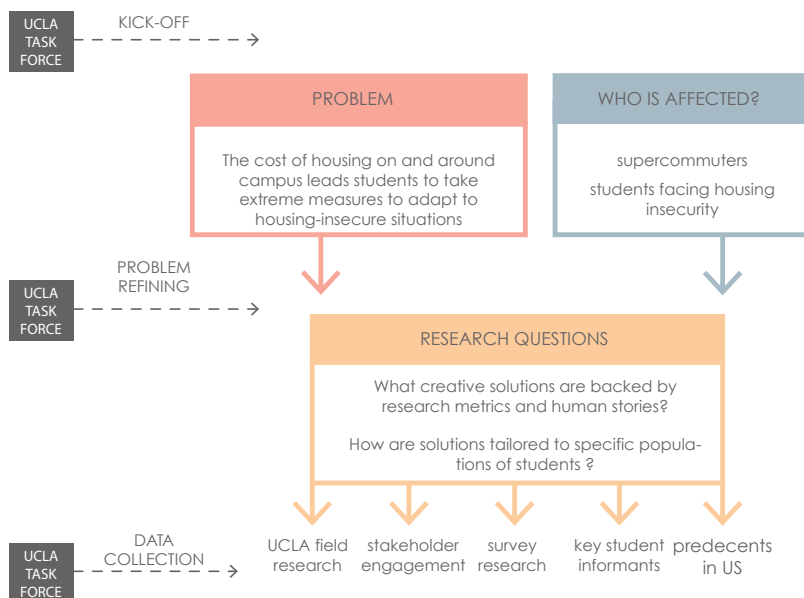 UCLA
TASK
FORCE
KICK-OFF
PROBLEM
The cost of housing on and around
campus leads students to take
extreme measures to adapt to
housing-insecure situations
WHO IS AFFECTED?
supercommuters
students facing housing
insecurity
UCLA
TASK
FORCE
PROBLEM
REFINING
RESEARCH QUESTIONS
What creative solutions are backed by
research metrics and human stories?
How are solutions tailored to specific popula-
tions of students ?
UCLA
TASK
FORCE
DATA
COLLECTION
UCLA field
research
stakeholder
engagement
survey
research
key student
informants
predecents
in US